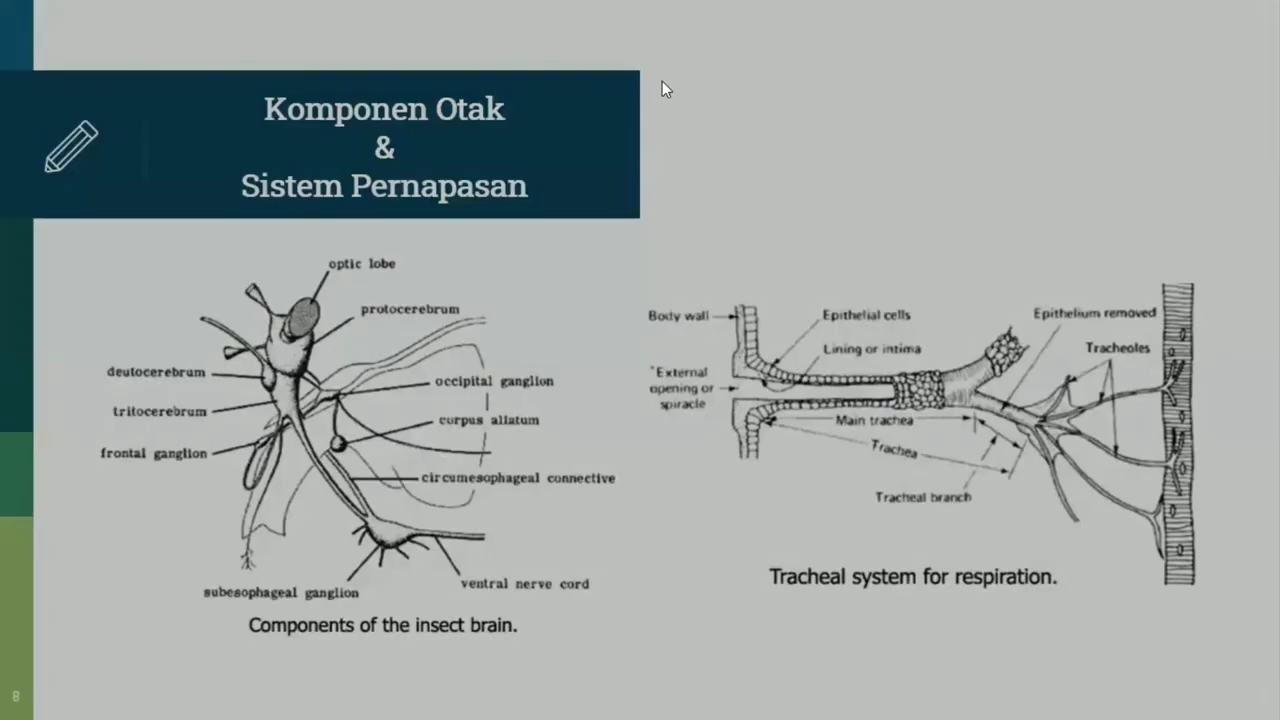 Komponen Otak
&
Sistem Pernapasan
optic lobe
protocerebrum
deutocerebrum
tritocerebrum
frontal ganglion
occipital ganglion
corpus allatum
circumesophageal connective
subesophageal ganglion
ventral nerve cord
Components of the insect brain.
Body wall
External
opening or
spiracle
Epithelial cells
Lining or intima
Epithelium removed
Tracheoles
Main trachea
Trachea
Tracheal branch
Tracheal system for respiration.
8